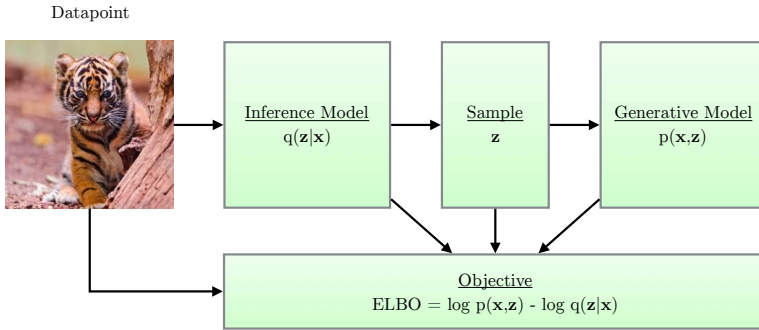 Datapoint
Inference Model
q(z|x)
Sample
z
Generative Model
p(x,z)
Objective
ELBO = log p(x,z) - log q(z|x)